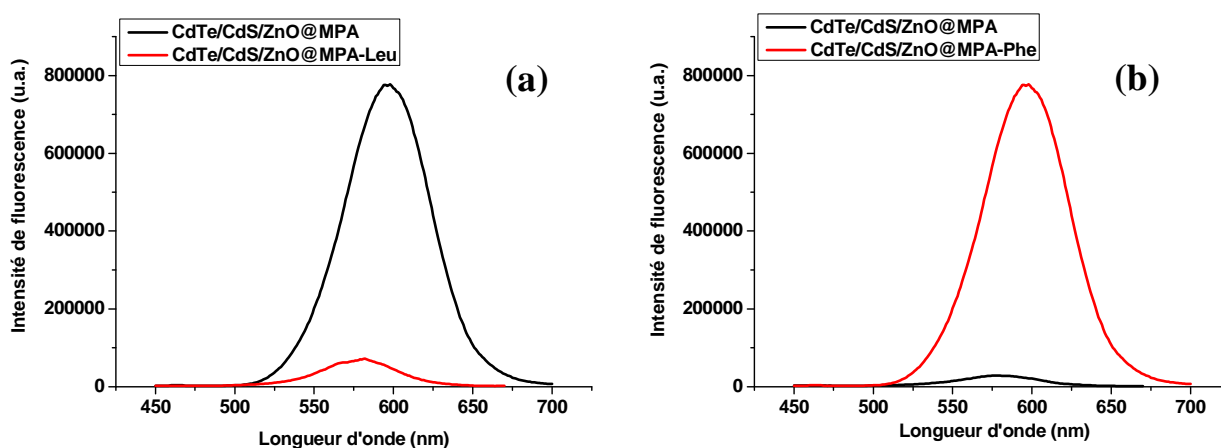 CdTe/CdS/ZnO@MPA
CdTe/CdS/ZnO@MPA-Leu
(a)
Intensité de fluorescence (u.a.)
800000
600000
400000
200000
0
450 500 550 600 650 700
Longueur d'onde (nm)
CdTe/CdS/ZnO@MPA
CdTe/CdS/ZnO@MPA-Phe
(b)
Intensité de fluorescence (u.a.)
800000
600000
400000
200000
0
450 500 550 600 650 700
Longueur d'onde (nm)